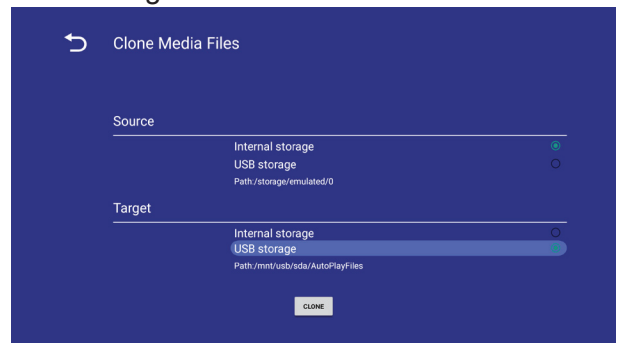 Clone Media Files
Source
Internal storage
USB storage
Path:/storage/emulated/0
Target
Internal storage
USB storage
Path:/mnt/usb/sda/AutoPlayFiles
CLONE